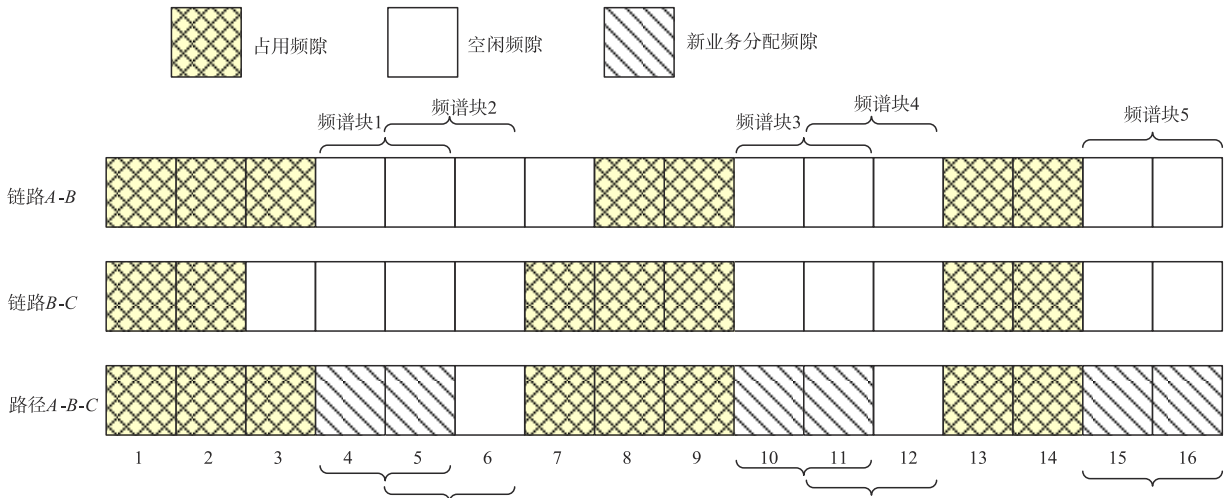 占用频隙 空闲频隙 新业务分配频隙
频谱块1 频谱块2 频谱块3 频谱块4 频谱块5
链路A-B
链路B-C
路径A-B-C
1 2 3 4 5 6 7 8 9 10 11 12 13 14 15 16